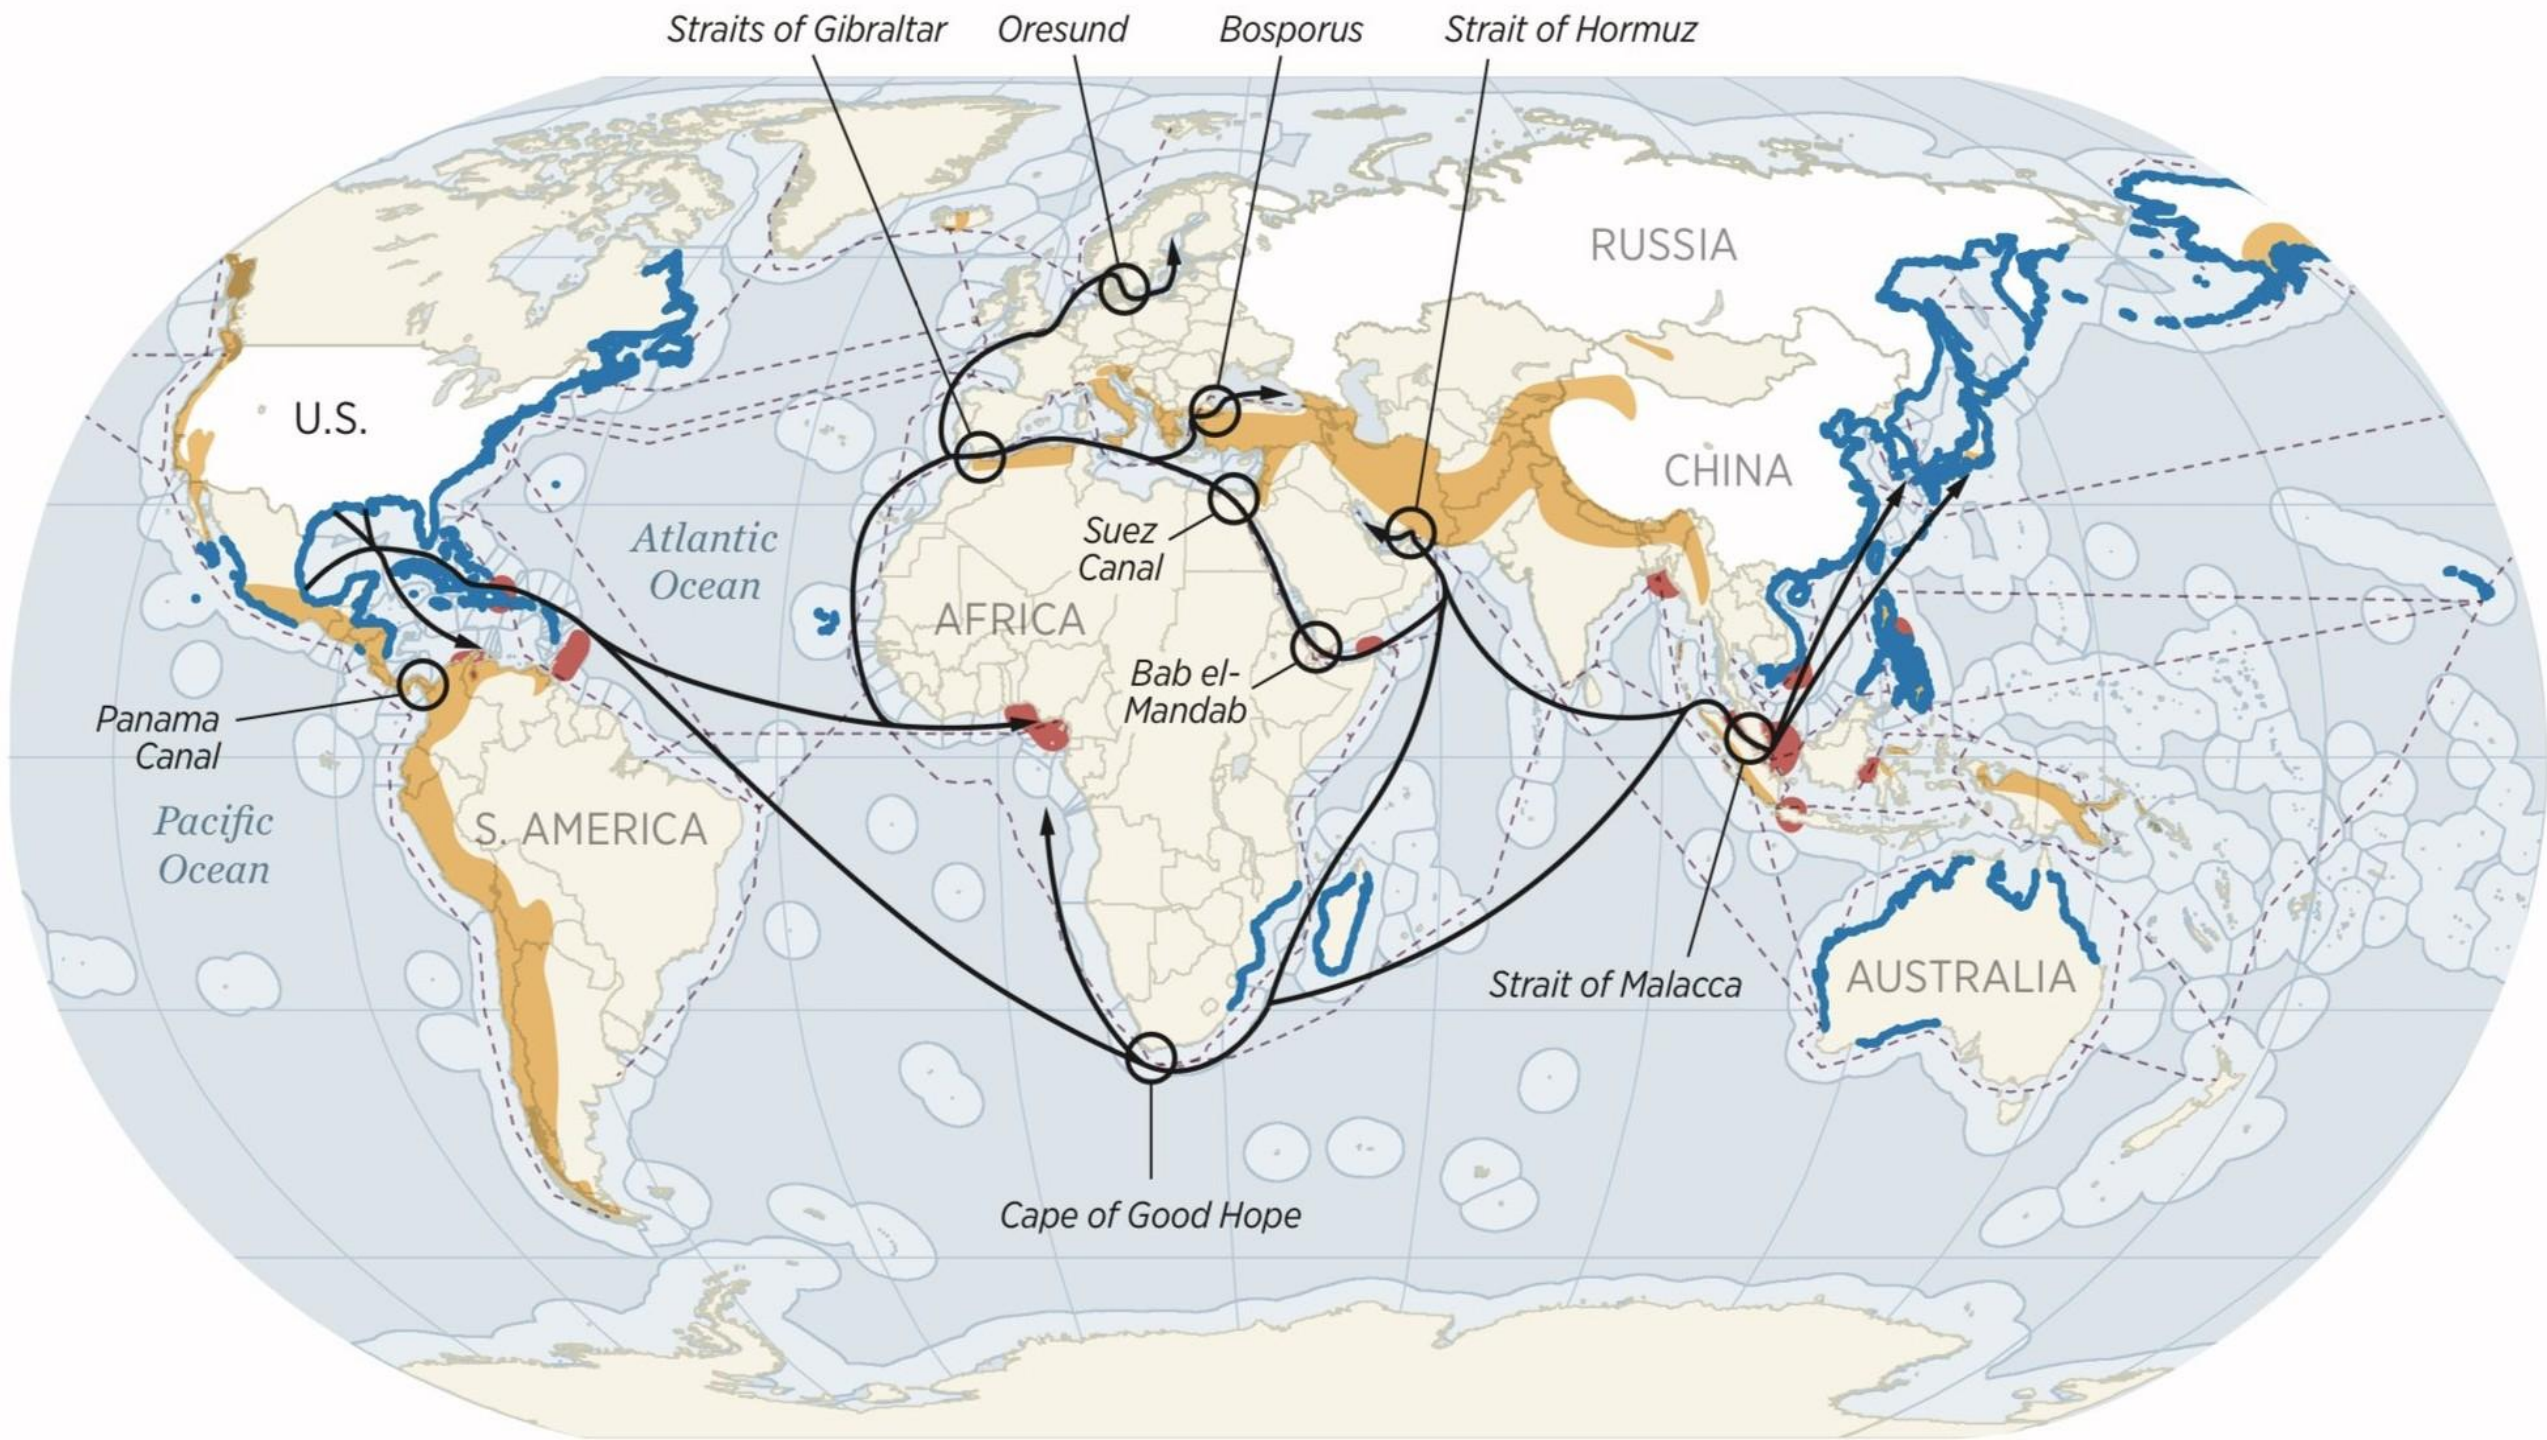 Straits of Gibraltar
Oresund
Bosporus
Strait of Hormuz
RUSSIA
U.S.
CHINA
Atlantic
Ocean
Suez
Canal
AFRICA
Bab el-
Mandab
Panama
Canal
Pacific
Ocean
S. AMERICA
Strait of Malacca
AUSTRALIA
Cape of Good Hope